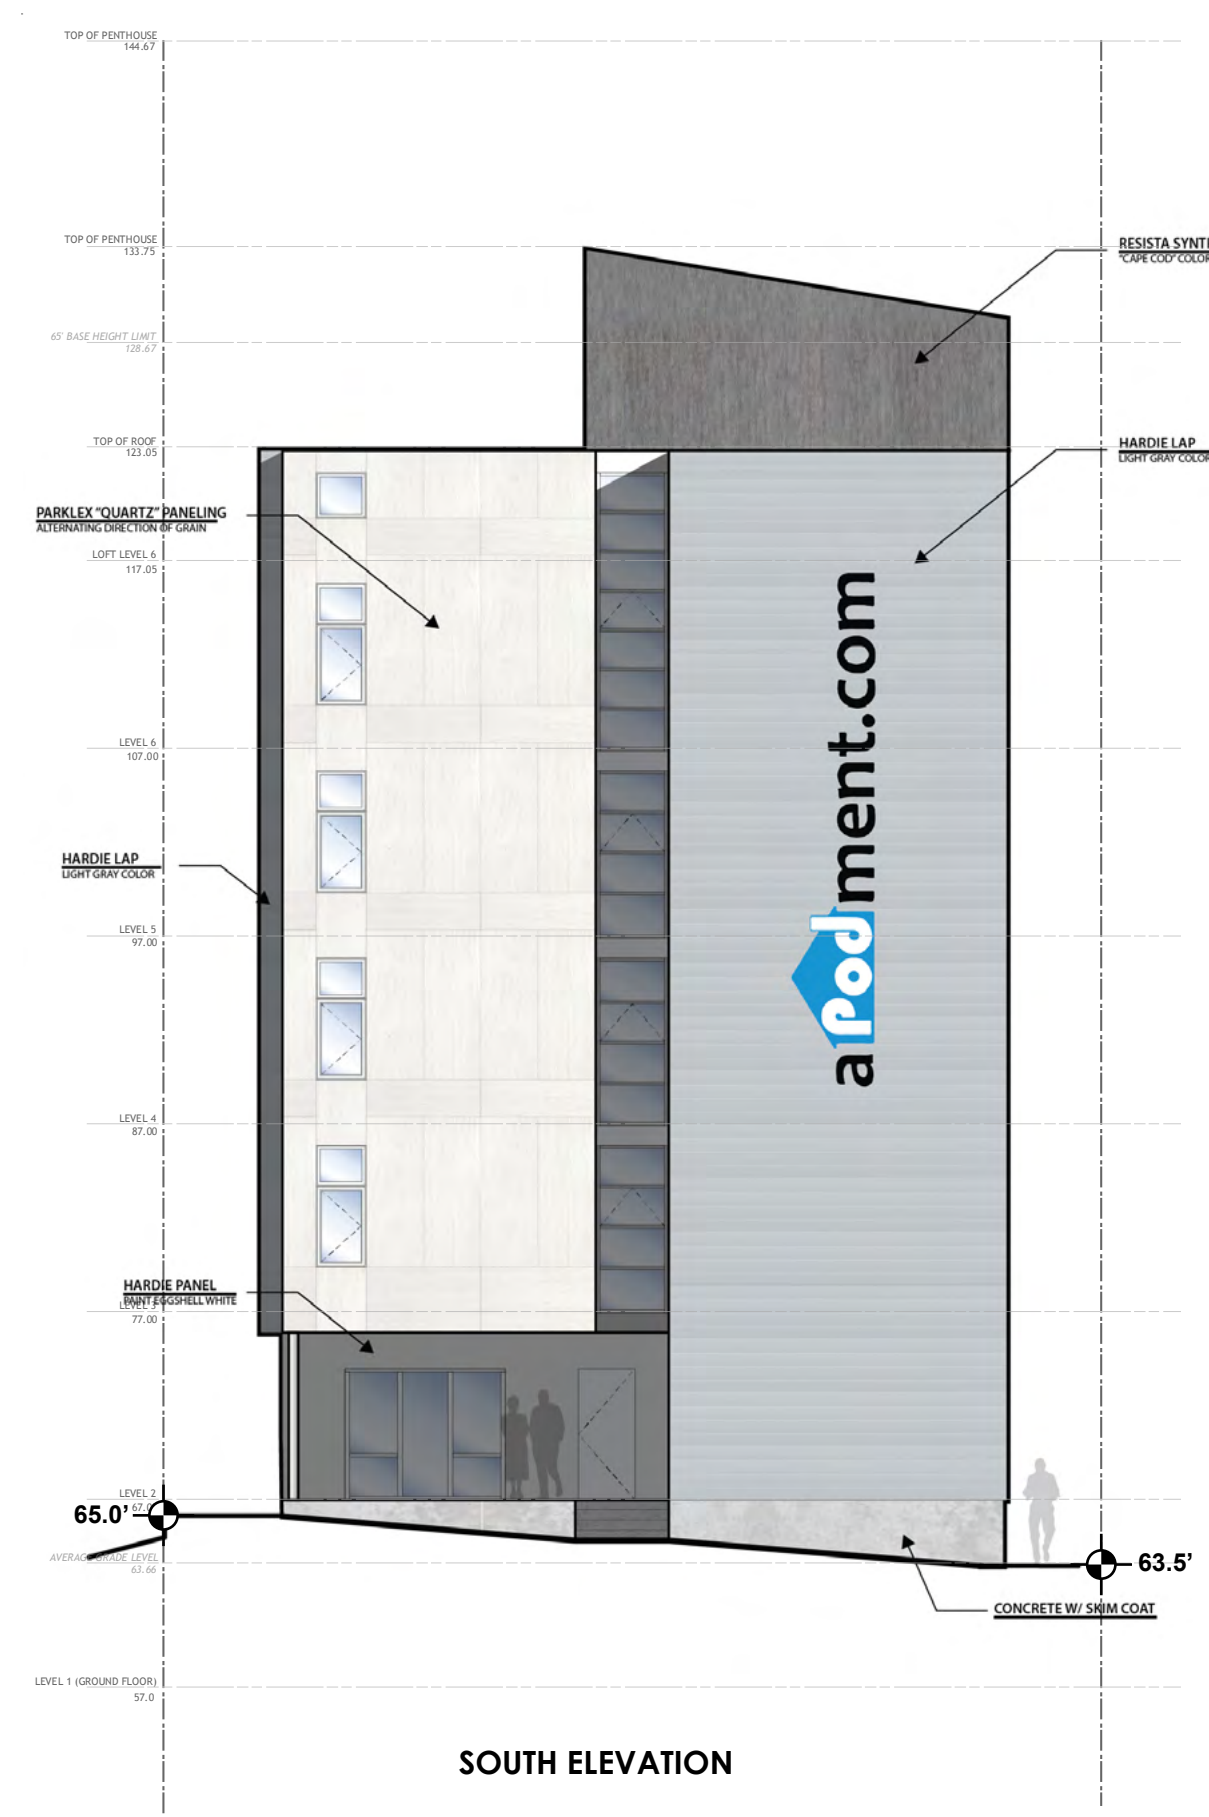 TOP OF PENTHOUSE
144.67
TOP OF PENTHOUSE
133.75
RESISTA
"CAPE COD" COLOR
65' BASE HEIGHT LIMIT
128.67
TOP OF ROOF
123.05
HARDIE LAP
LIGHT GRAY COLOR
PARKLEX "QUARTZ" PANELING
ALTERNATING DIRECTION OF GRAIN
LOFT LEVEL 6
117.05
apodment.com
LEVEL 6
107.00
HARDIE LAP
LIGHT GRAY COLOR
LEVEL 5
97.00
LEVEL 4
87.00
HARDIE PANEL
PAINT EGGSHELL WHITE
LEVEL 3
77.00
LEVEL 2
65.0'
AVERAGE GRADE LEVEL
63.66
63.5'
CONCRETE W/ SKIM COAT
LEVEL 1 (GROUND FLOOR)
57.0
SOUTH ELEVATION